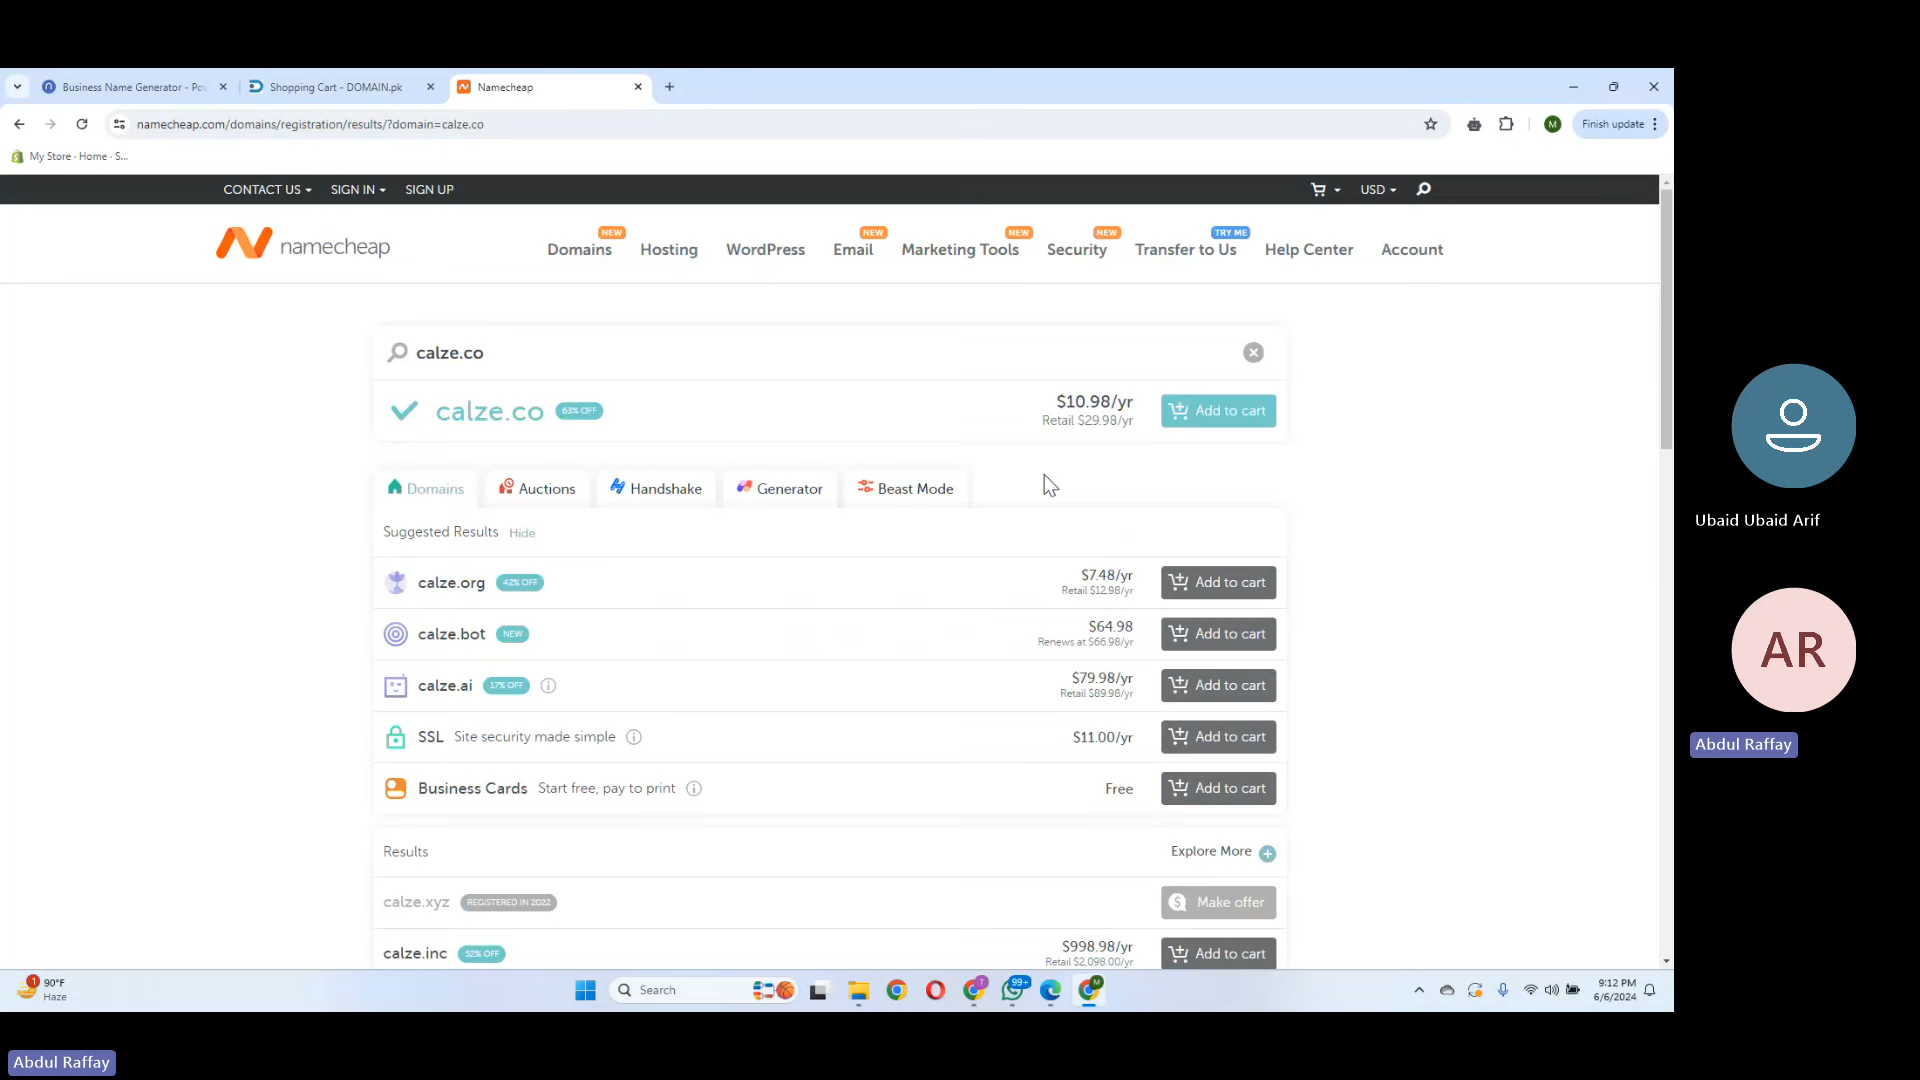 Business Name Generator - Po
Shopping Cart - DOMAIN.pk
Namecheap
namecheap.com/domains/registration/results/?domain=calze.co
M
Finish update
My Store · Home · S...
CONTACT US
SIGN IN
SIGN UP
USD
namecheap
NEW
Domains
Hosting
WordPress
NEW
Email
NEW
Marketing Tools
NEW
Security
TRY ME
Transfer to Us
Help Center
Account
calze.co
calze.co 63% OFF
$10.98/yr
Retail $29.98/yr
Add to cart
Domains
Auctions
Handshake
Generator
Beast Mode
Suggested Results Hide
calze.org 42% OFF
$7.48/yr
Retail $12.98/yr
Add to cart
calze.bot NEW
$64.98
Renews at $66.98/yr
Add to cart
calze.ai 17% OFF
$79.98/yr
Retail $89.98/yr
Add to cart
SSL Site security made simple
$11.00/yr
Add to cart
Business Cards Start free, pay to print
Free
Add to cart
Results
Explore More
calze.xyz REGISTERED IN 2022
Make offer
calze.inc 52% OFF
$998.98/yr
Retail $2,098.00/yr
Add to cart
1
90°F
Haze
Search
T
99+
M
9:12 PM
6/6/2024
Ubaid Ubaid Arif
AR
Abdul Raffay
Abdul Raffay